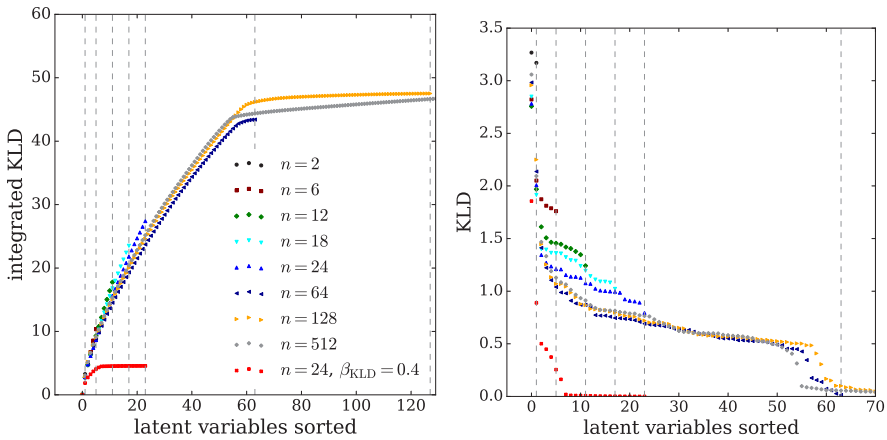 60
50
40
30
20
10
0
integrated KLD
0 20 40 60 80 100 120
latent variables sorted
n = 2
n = 6
n = 12
n = 18
n = 24
n = 64
n = 128
n = 512
n = 24, βKLD = 0.4
3.5
3.0
2.5
2.0
1.5
1.0
0.5
0.0
KLD
0 10 20 30 40 50 60 70
latent variables sorted